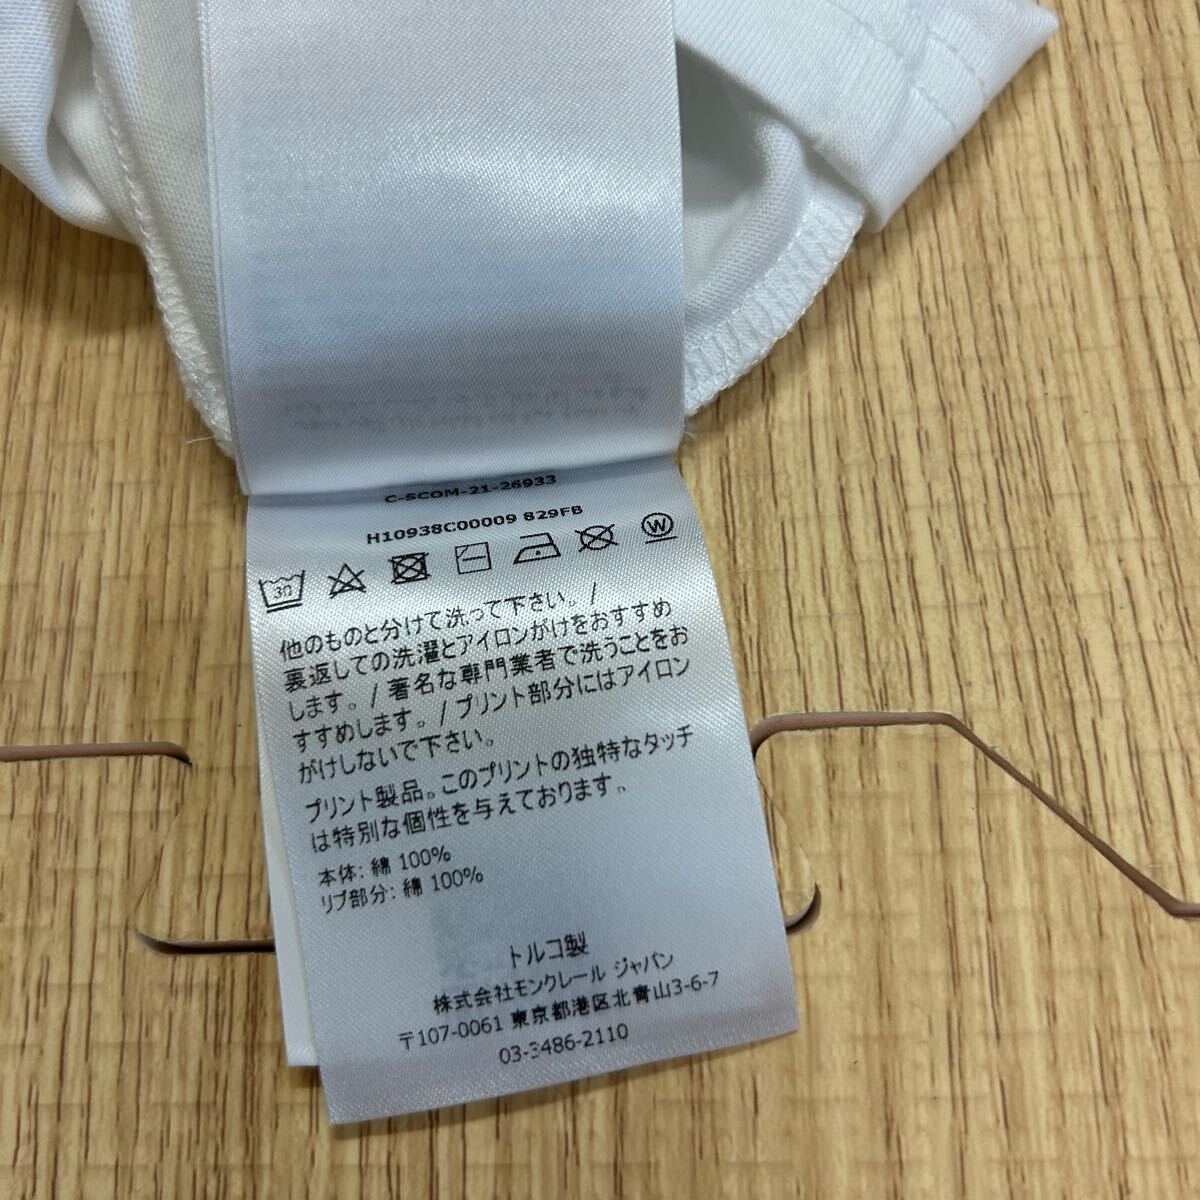 C-SCOM-21-26933
H10938C00009 829FB
30
W
他のものと分けて洗って下さい。/
裏返しての洗濯とアイロンがけをおすすめ
します。/ 著名な専門業者で洗うことをお
すすめします。/ プリント部分にはアイロン
がけしないで下さい。
プリント製品。このプリントの独特なタッチ
は特別な個性を与えております。
本体: 綿 100%
リブ部分: 綿 100%
トルコ製
株式会社モンクレール ジャパン
〒107-0061 東京都港区北青山3-6-7
03-3486-2110